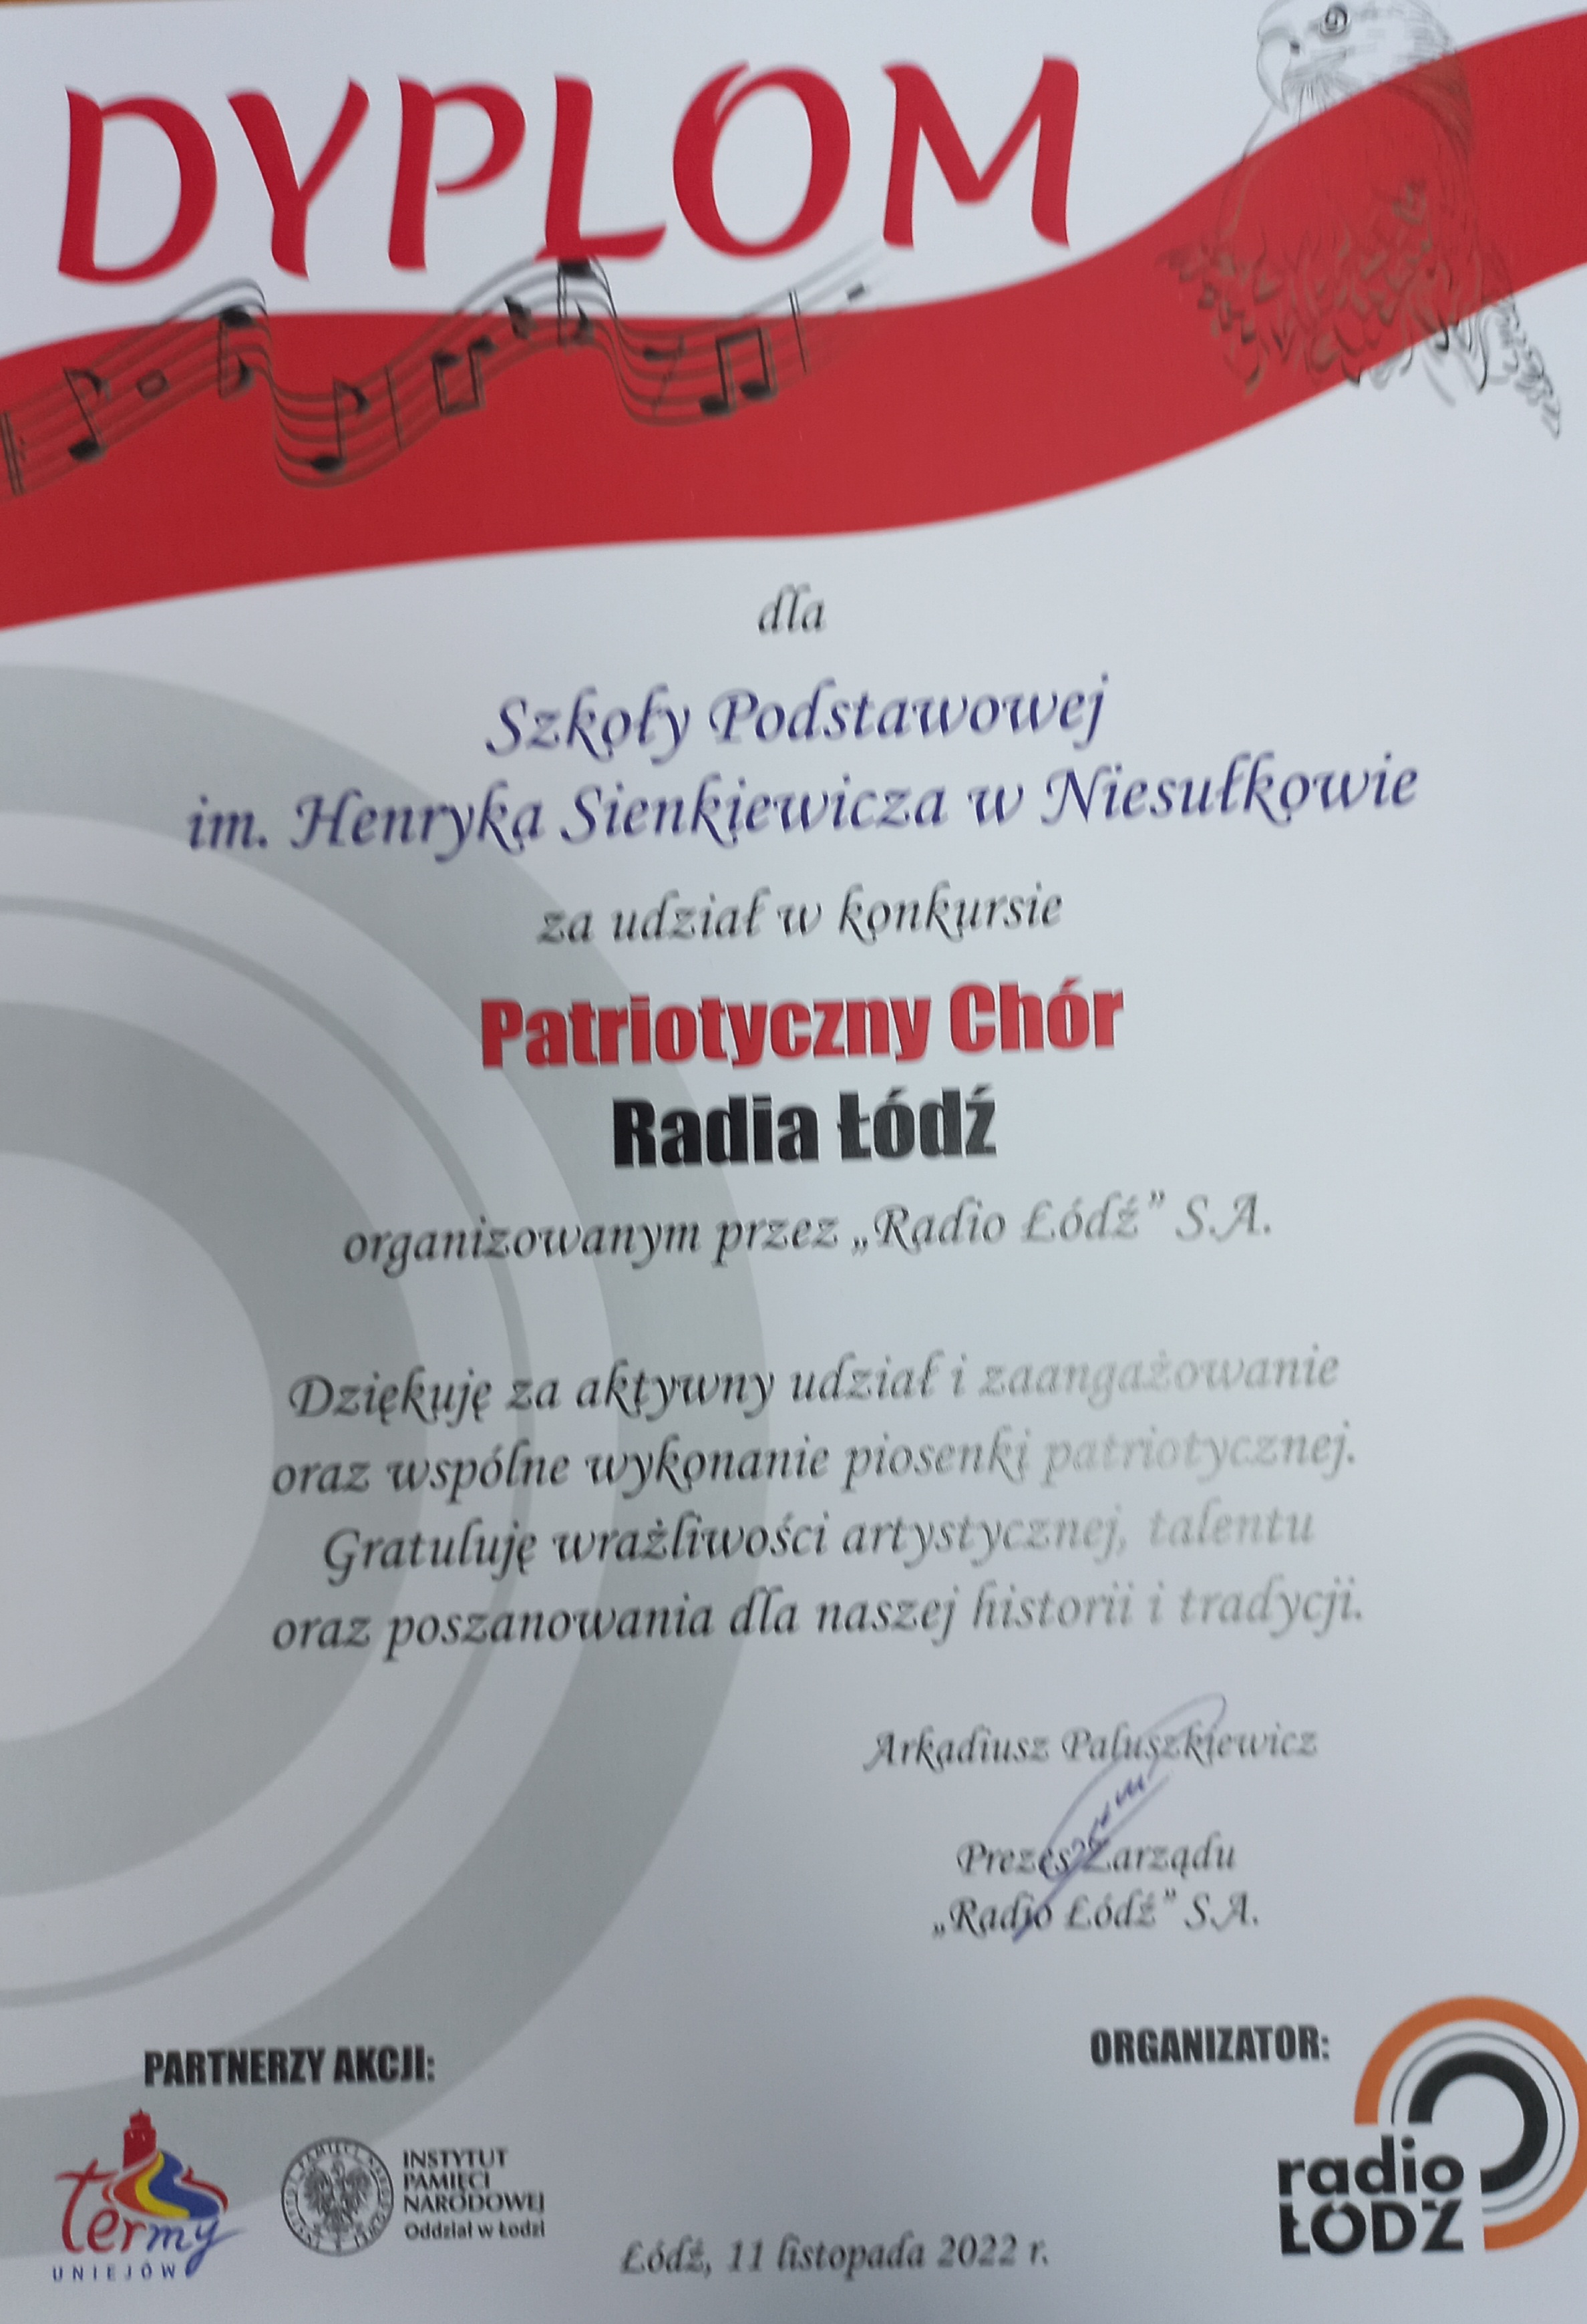 DYPLOM
dla
Szkoły Podstawowej
im. Henryka Sienkiewicza w Niesułkowie
za udział w konkursie
Patriotyczny Chór
Radia Łódź
organizowanym przez „Radio Łódź” S.A.
Dziękuję za aktywny udział i zaangażowanie
oraz wspólne wykonanie piosenki patriotycznej.
Gratuluję wrażliwości artystycznej, talentu
oraz poszanowania dla naszej historii i tradycji.
Arkadiusz Paluszkiewicz
Prezes Zarządu
„Radio Łódź” S.A.
PARTNERZY AKCJI:
termy
UNIEJÓW
INSTYTUT
PAMIĘCI
NARODOWEJ
Oddział w Łodzi
Łódź, 11 listopada 2022 r.
ORGANIZATOR:
radio
ŁÓDŹ